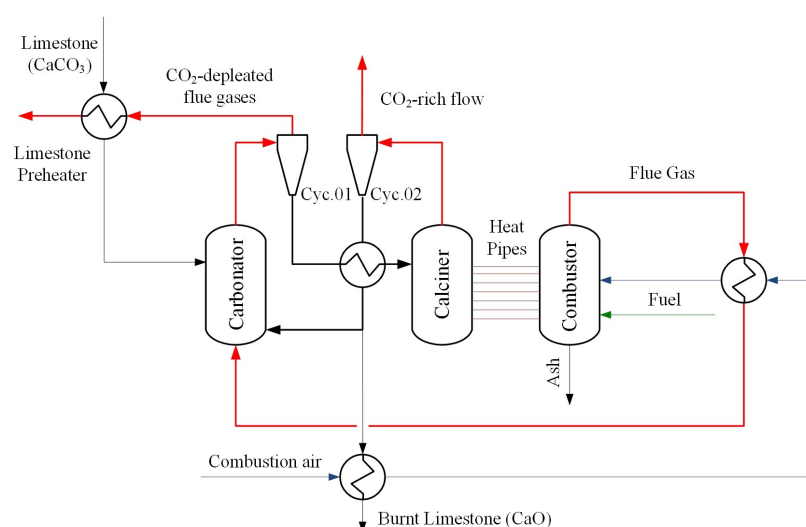 Limestone
(CaCO₃)
CO₂-depleated
flue gases
CO₂-rich flow
Limestone
Preheater
Cyc.01
Cyc.02
Flue Gas
Heat
Pipes
Carbonator
Calciner
Combustor
Fuel
Ash
Combustion air
Burnt Limestone (CaO)